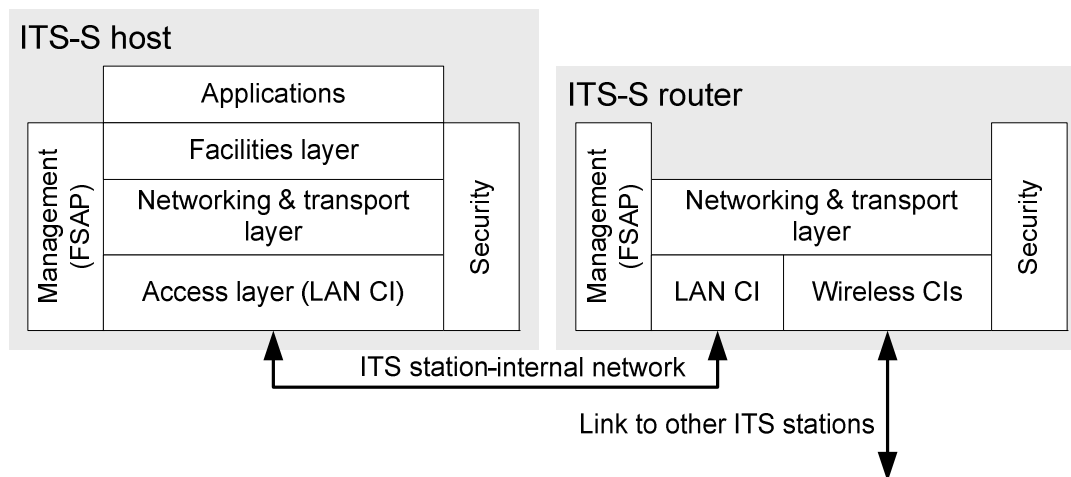 ITS-S host
Applications
Facilities layer
Networking & transport
layer
Access layer (LAN CI)
Management
(FSAP)
Security
ITS-S router
Management
(FSAP)
Networking & transport
layer
LAN CI
Wireless CIs
Security
ITS station-internal network
Link to other ITS stations